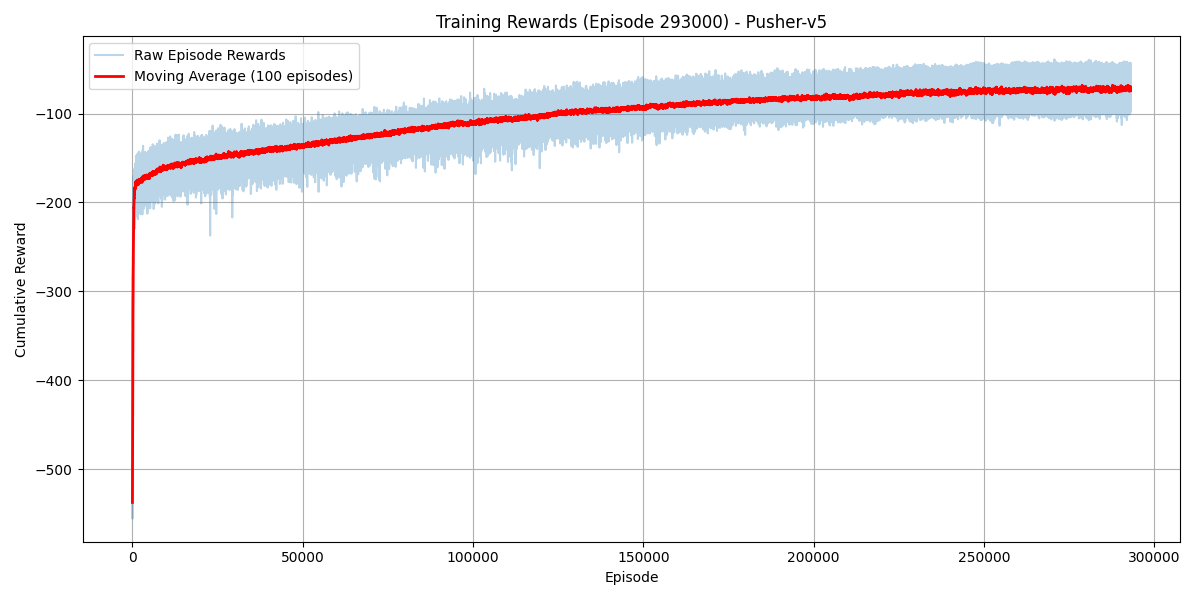 Training Rewards (Episode 293000) - Pusher-v5
Raw Episode Rewards
Moving Average (100 episodes)
Cumulative Reward
−100
−200
−300
−400
−500
0
50000
100000
150000
200000
250000
300000
Episode